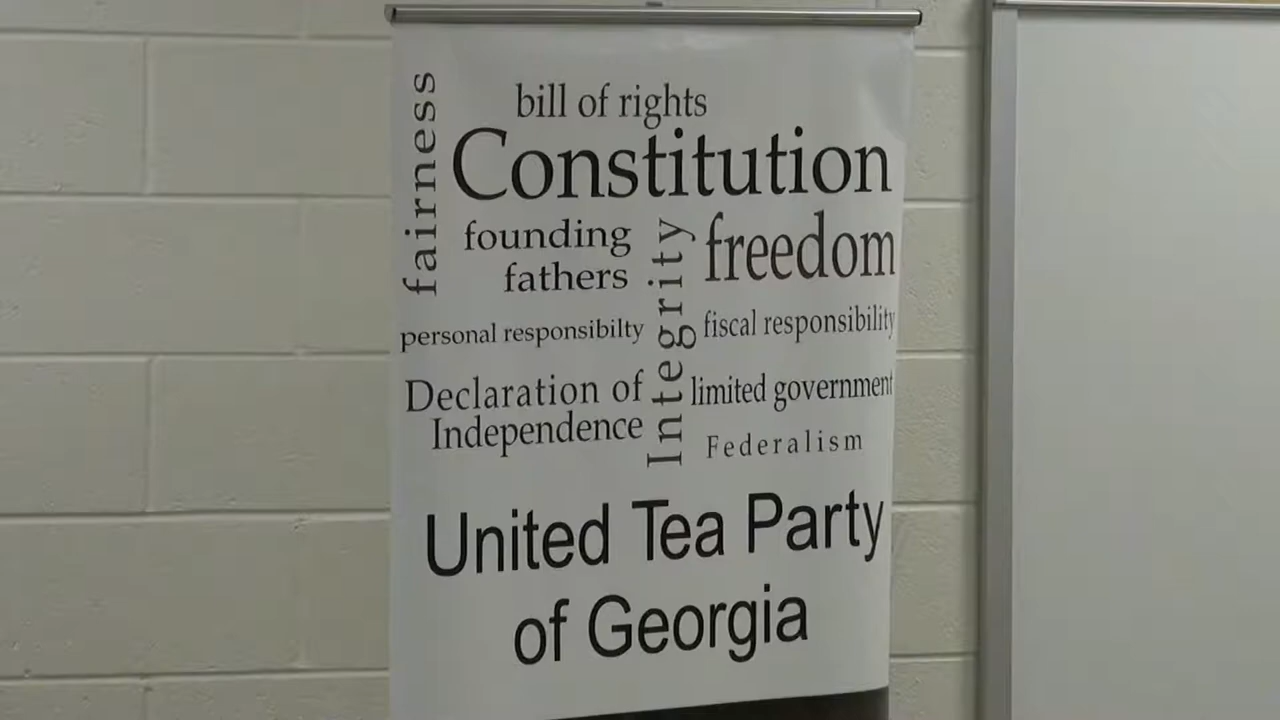 fairness
bill of rights
Constitution
founding
fathers
Integrity
freedom
personal responsibilty
fiscal responsibility
Declaration of
Independence
limited government
Federalism
United Tea Party
of Georgia